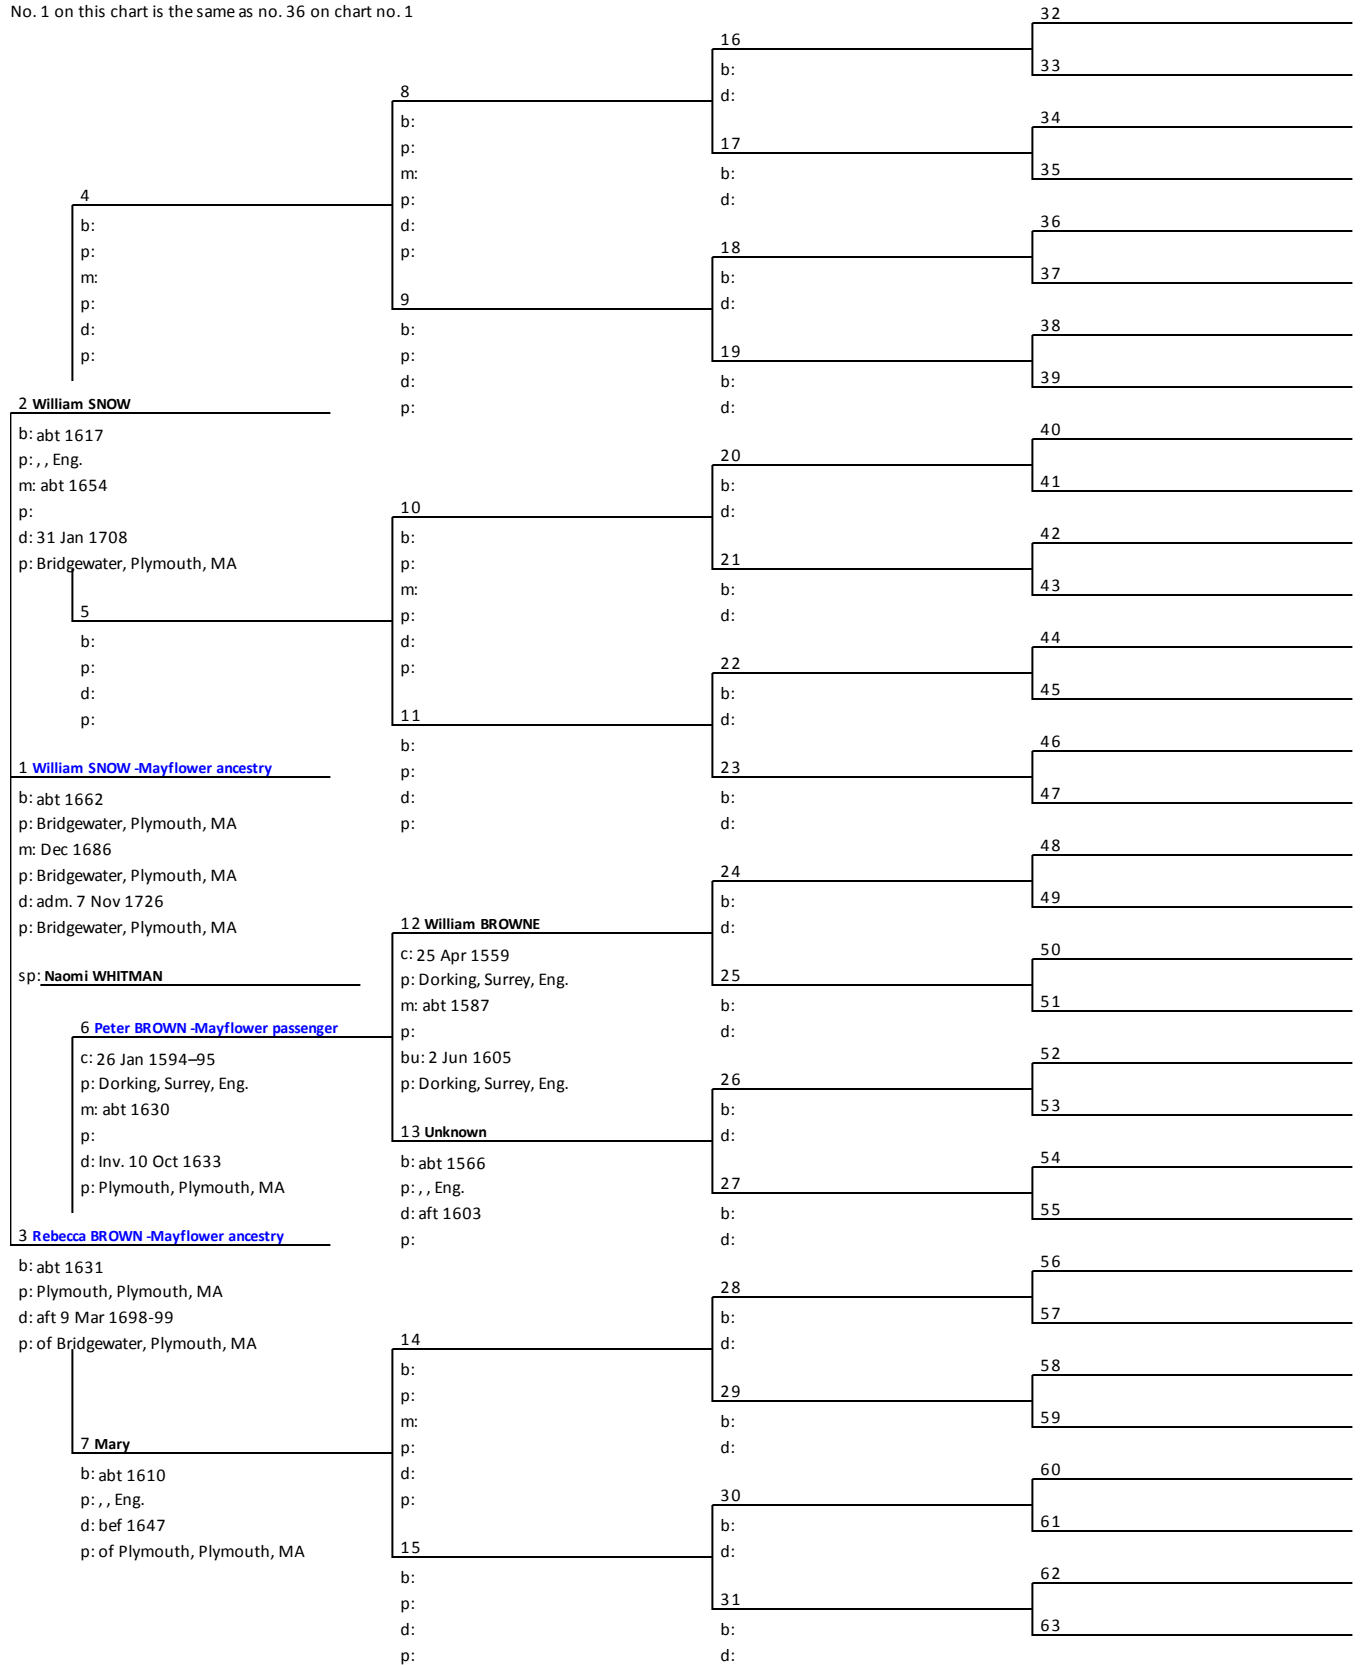 No. 1 on this chart is the same as no. 36 on chart no. 1
4
b:
p:
m:
p:
d:
p:
2 William SNOW
b: abt 1617
p: , , Eng.
m: abt 1654
p:
d: 31 Jan 1708
p: Bridgewater, Plymouth, MA
5
b:
p:
d:
p:
1 William SNOW -Mayflower ancestry
b: abt 1662
p: Bridgewater, Plymouth, MA
m: Dec 1686
p: Bridgewater, Plymouth, MA
d: adm. 7 Nov 1726
p: Bridgewater, Plymouth, MA
sp: Naomi WHITMAN
6 Peter BROWN -Mayflower passenger
c: 26 Jan 1594–95
p: Dorking, Surrey, Eng.
m: abt 1630
p:
d: Inv. 10 Oct 1633
p: Plymouth, Plymouth, MA
3 Rebecca BROWN -Mayflower ancestry
b: abt 1631
p: Plymouth, Plymouth, MA
d: aft 9 Mar 1698-99
p: of Bridgewater, Plymouth, MA
7 Mary
b: abt 1610
p: , , Eng.
d: bef 1647
p: of Plymouth, Plymouth, MA
8
b:
p:
m:
p:
d:
p:
9
b:
p:
d:
p:
10
b:
p:
m:
p:
d:
p:
11
b:
p:
d:
p:
12 William BROWNE
c: 25 Apr 1559
p: Dorking, Surrey, Eng.
m: abt 1587
p:
bu: 2 Jun 1605
p: Dorking, Surrey, Eng.
13 Unknown
b: abt 1566
p: , , Eng.
d: aft 1603
p:
14
b:
p:
m:
p:
d:
p:
15
b:
p:
d:
p:
16
b:
d:
17
b:
d:
18
b:
d:
19
b:
d:
20
b:
d:
21
b:
d:
22
b:
d:
23
b:
d:
24
b:
d:
25
b:
d:
26
b:
d:
27
b:
d:
28
b:
d:
29
b:
d:
30
b:
d:
31
b:
d:
32
33
34
35
36
37
38
39
40
41
42
43
44
45
46
47
48
49
50
51
52
53
54
55
56
57
58
59
60
61
62
63